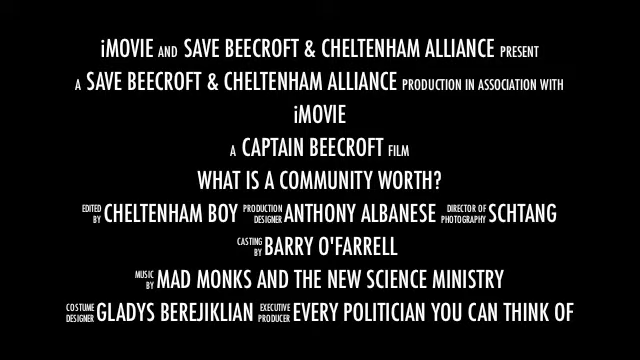 iMOVIE AND SAVE BEECROFT & CHELTENHAM ALLIANCE PRESENT
A SAVE BEECROFT & CHELTENHAM ALLIANCE PRODUCTION IN ASSOCIATION WITH
iMOVIE
A CAPTAIN BEECROFT FILM
WHAT IS A COMMUNITY WORTH?
EDITED BY CHELTENHAM BOY PRODUCTION DESIGNER ANTHONY ALBANESE DIRECTOR OF PHOTOGRAPHY SCHTANG
CASTING BY BARRY O'FARRELL
MUSIC BY MAD MONKS AND THE NEW SCIENCE MINISTRY
COSTUME DESIGNER GLADYS BEREJIKLIAN EXECUTIVE PRODUCER EVERY POLITICIAN YOU CAN THINK OF